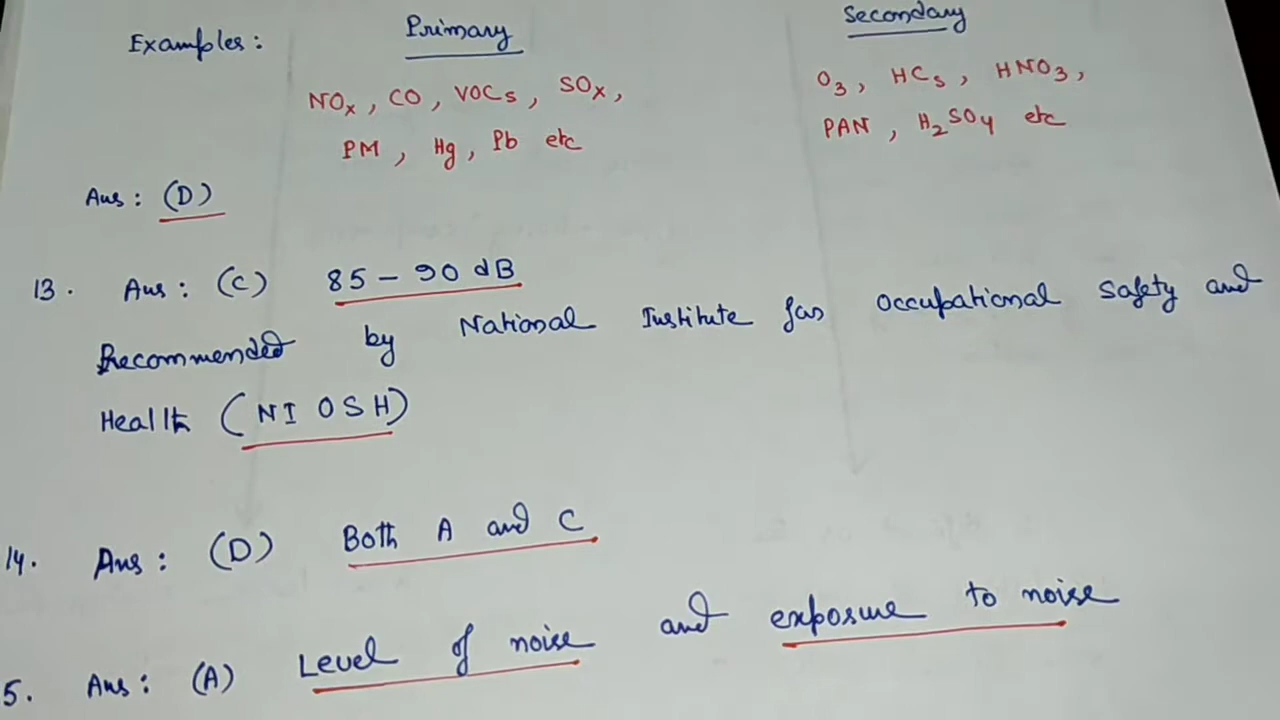 Examples: Primary Secondary
NOx, CO, VOCs, SOx, O3, HCs, HNO3,
PM, Hg, Pb etc PAN, H2SO4 etc
Ans: (D)
13. Ans: (C) 85-90 dB
Recommended by National Institute for Occupational Safety and
Health (NIOSH)
14. Ans: (D) Both A and C
5. Ans: (A) Level of noise and exposure to noise